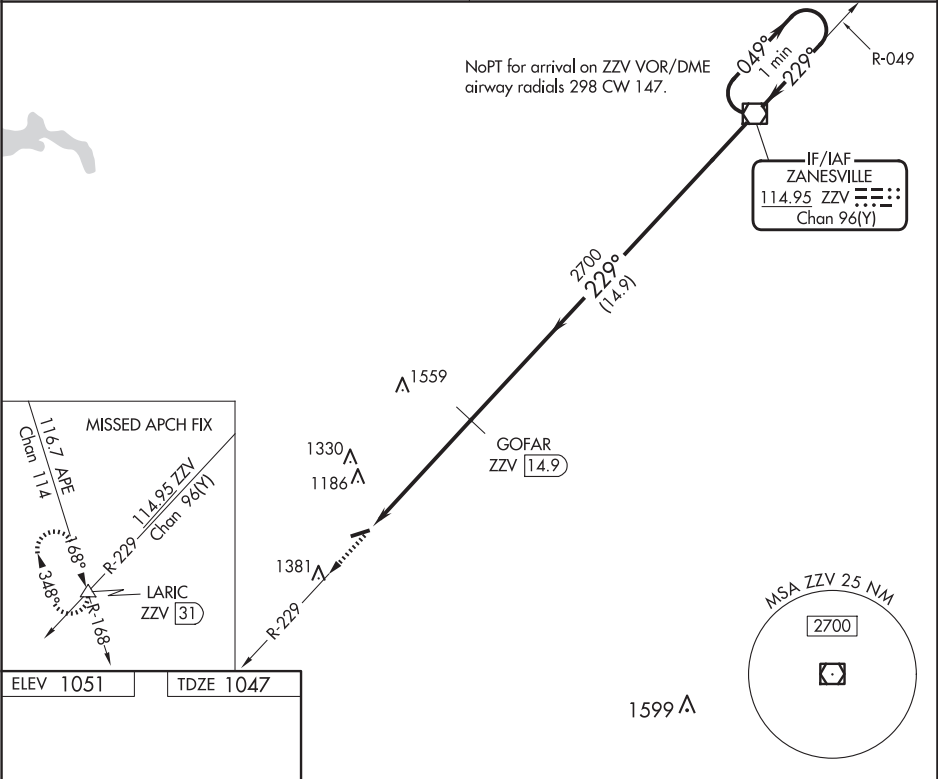 NoPT for arrival on ZZV VOR/DME
airway radials 298 CW 147.
049°
1 min
229°
R-049
IF/IAF
ZANESVILLE
114.95 ZZV
Chan 96(Y)
2700
229°
(14.9)
1559
GOFAR
ZZV 14.9
1330
1186
1381
R-229
MISSED APCH FIX
116.7 APE
Chan 114
114.95 ZZV
Chan 96(Y)
R-229
168°
348°
R-168
LARIC
ZZV 31
MSA ZZV 25 NM
2700
1599
ELEV 1051
TDZE 1047